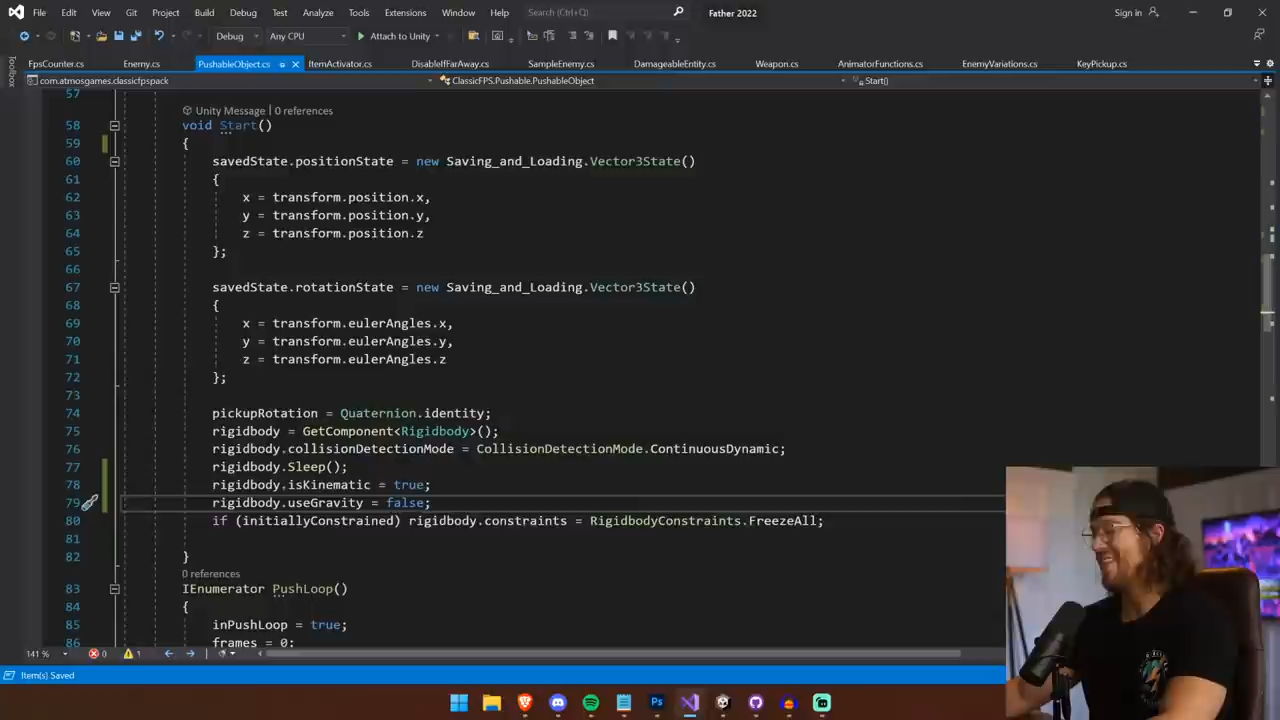 File Edit View Git Project Build Debug Test Analyze Tools Extensions Window Help Search (Ctrl+Q) Father 2022 Sign in
Debug Any CPU Attach to Unity
Toolbox
FpsCounter.cs Enemy.cs PushableObject.cs ItemActivator.cs DisableIfFarAway.cs SampleEnemy.cs DamageableEntity.cs Weapon.cs AnimatorFunctions.cs EnemyVariations.cs KeyPickup.cs
com.atmosgames.classicfpspack ClassicFPS.Pushable.PushableObject Start()
57
Unity Message | 0 references
58 void Start()
59 {
60 savedState.positionState = new Saving_and_Loading.Vector3State()
61 {
62 x = transform.position.x,
63 y = transform.position.y,
64 z = transform.position.z
65 };
66
67 savedState.rotationState = new Saving_and_Loading.Vector3State()
68 {
69 x = transform.eulerAngles.x,
70 y = transform.eulerAngles.y,
71 z = transform.eulerAngles.z
72 };
73
74 pickupRotation = Quaternion.identity;
75 rigidbody = GetComponent<Rigidbody>();
76 rigidbody.collisionDetectionMode = CollisionDetectionMode.ContinuousDynamic;
77 rigidbody.Sleep();
78 rigidbody.isKinematic = true;
79 rigidbody.useGravity = false;
80 if (initiallyConstrained) rigidbody.constraints = RigidbodyConstraints.FreezeAll;
81
82 }
0 references
83 IEnumerator PushLoop()
84 {
85 inPushLoop = true;
86 frames = 0;
141 % 0 1
Item(s) Saved